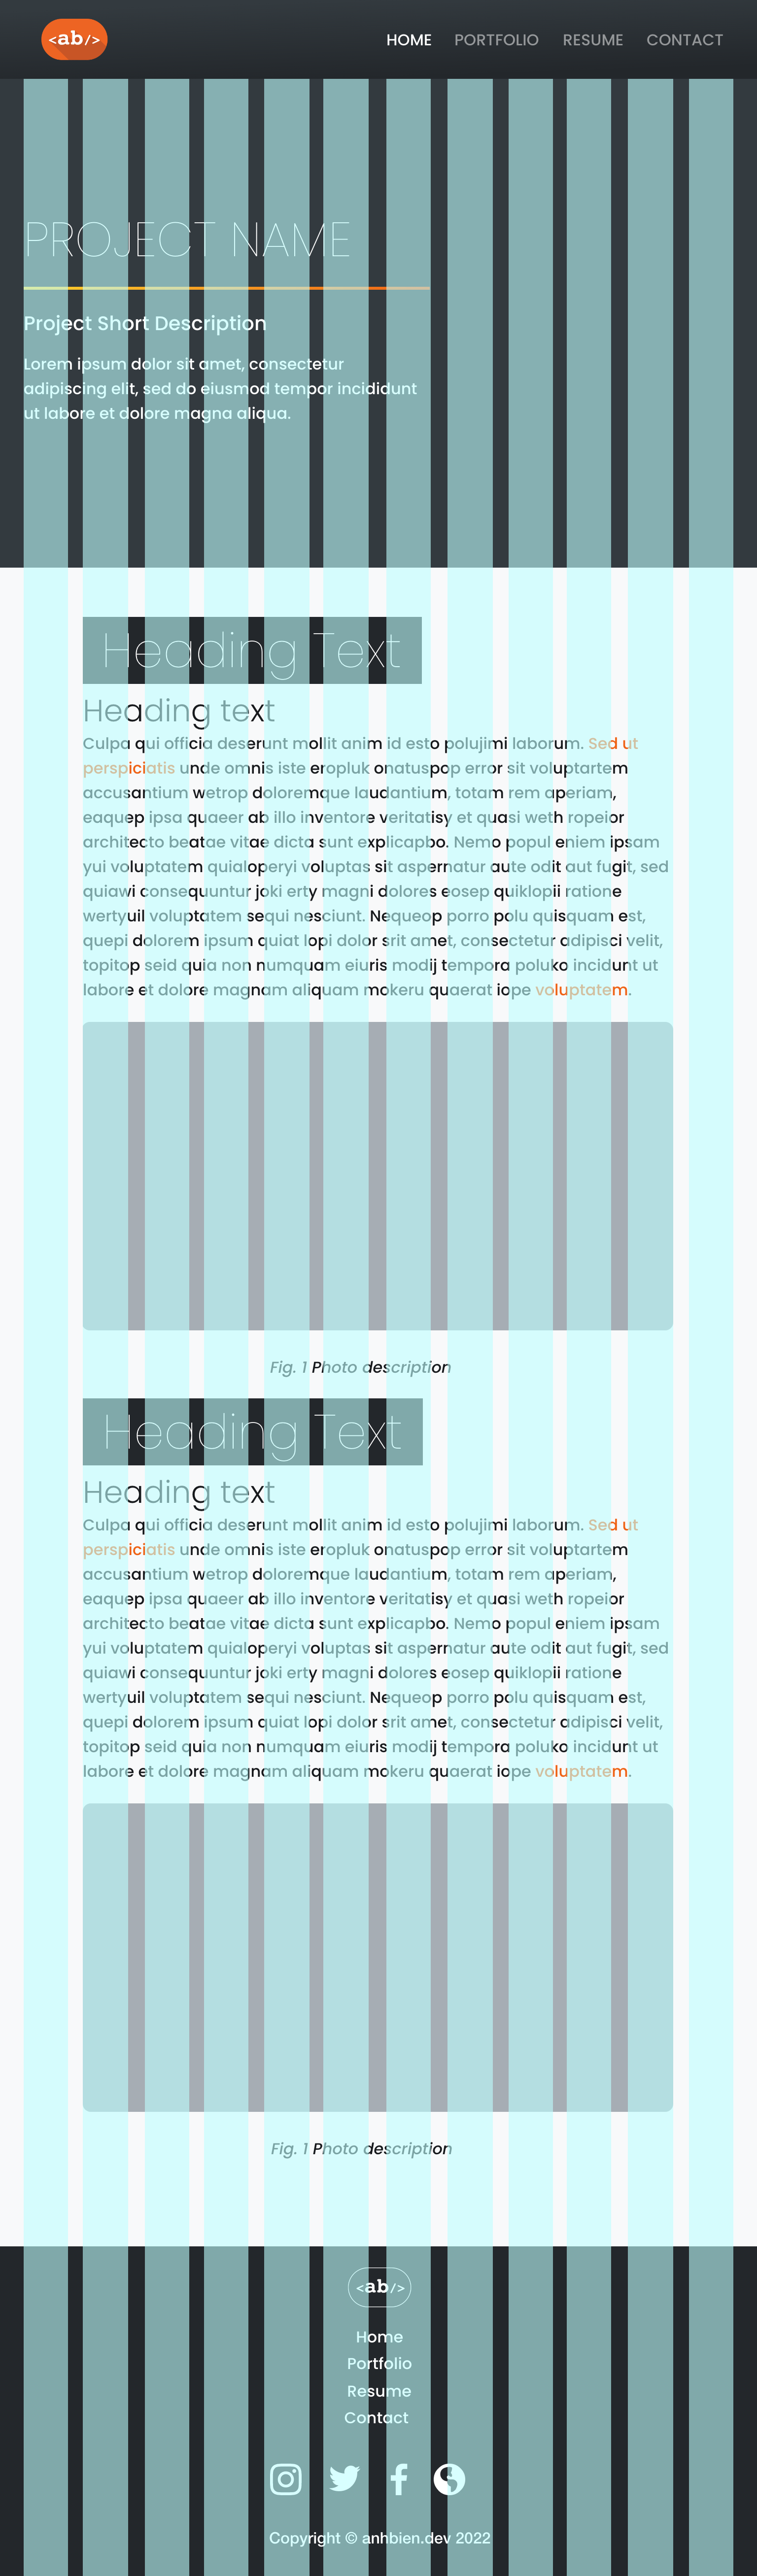 <ab/>
HOME PORTFOLIO RESUME CONTACT
PROJECT NAME
Project Short Description
Lorem ipsum dolor sit amet, consectetur
adipiscing elit, sed do eiusmod tempor incididunt
ut labore et dolore magna aliqua.
Heading Text
Heading text
Culpa qui officia deserunt mollit anim id esto polujimi laborum. Sed ut
perspiciatis unde omnis iste eropluk onatuspop error sit voluptartem
accusantium wetrop doloremque laudantium, totam rem aperiam,
eaquep ipsa quaeer ab illo inventore veritatisy et quasi weth ropeior
architecto beatae vitae dicta sunt explicapbo. Nemo popul eniem ipsam
yui voluptatem quialoperyi voluptas sit aspernatur aute odit aut fugit, sed
quiawi consequuntur joki erty magni dolores eosep quiklopii ratione
wertyuil voluptatem sequi nesciunt. Nequeop porro polu quisquam est,
quepi dolorem ipsum quiat lopi dolor srit amet, consectetur adipisci velit,
topitop seid quia non numquam eiuris modij tempora poluko incidunt ut
labore et dolore magnam aliquam mokeru quaerat iope voluptatem.
Fig. 1 Photo description
Heading Text
Heading text
Culpa qui officia deserunt mollit anim id esto polujimi laborum. Sed ut
perspiciatis unde omnis iste eropluk onatuspop error sit voluptartem
accusantium wetrop doloremque laudantium, totam rem aperiam,
eaquep ipsa quaeer ab illo inventore veritatisy et quasi weth ropeior
architecto beatae vitae dicta sunt explicapbo. Nemo popul eniem ipsam
yui voluptatem quialoperyi voluptas sit aspernatur aute odit aut fugit, sed
quiawi consequuntur joki erty magni dolores eosep quiklopii ratione
wertyuil voluptatem sequi nesciunt. Nequeop porro polu quisquam est,
quepi dolorem ipsum quiat lopi dolor srit amet, consectetur adipisci velit,
topitop seid quia non numquam eiuris modij tempora poluko incidunt ut
labore et dolore magnam aliquam mokeru quaerat iope voluptatem.
Fig. 1 Photo description
<ab/>
Home
Portfolio
Resume
Contact
Copyright © anhbien.dev 2022